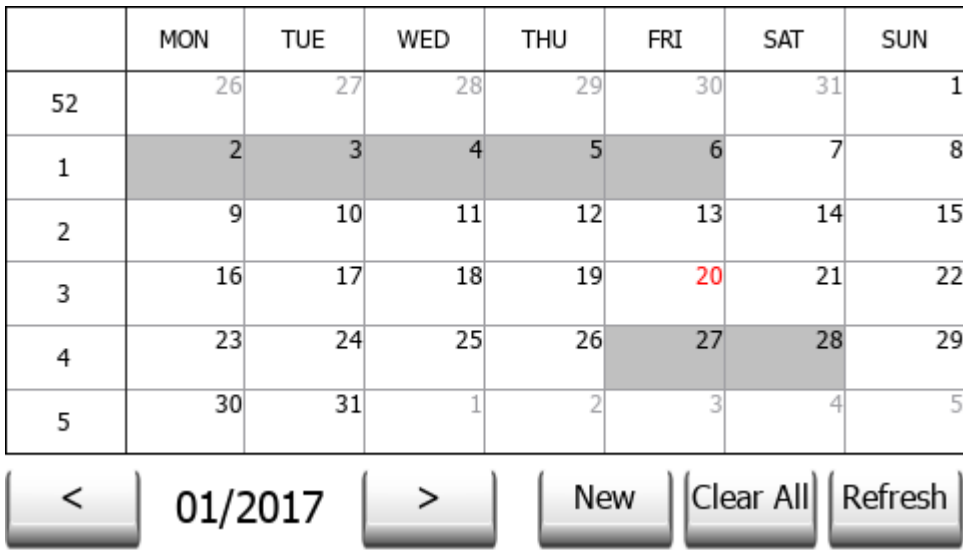 MON TUE WED THU FRI SAT SUN
52 26 27 28 29 30 31 1
1 2 3 4 5 6 7 8
2 9 10 11 12 13 14 15
3 16 17 18 19 20 21 22
4 23 24 25 26 27 28 29
5 30 31 1 2 3 4 5
< 01/2017 > New Clear All Refresh